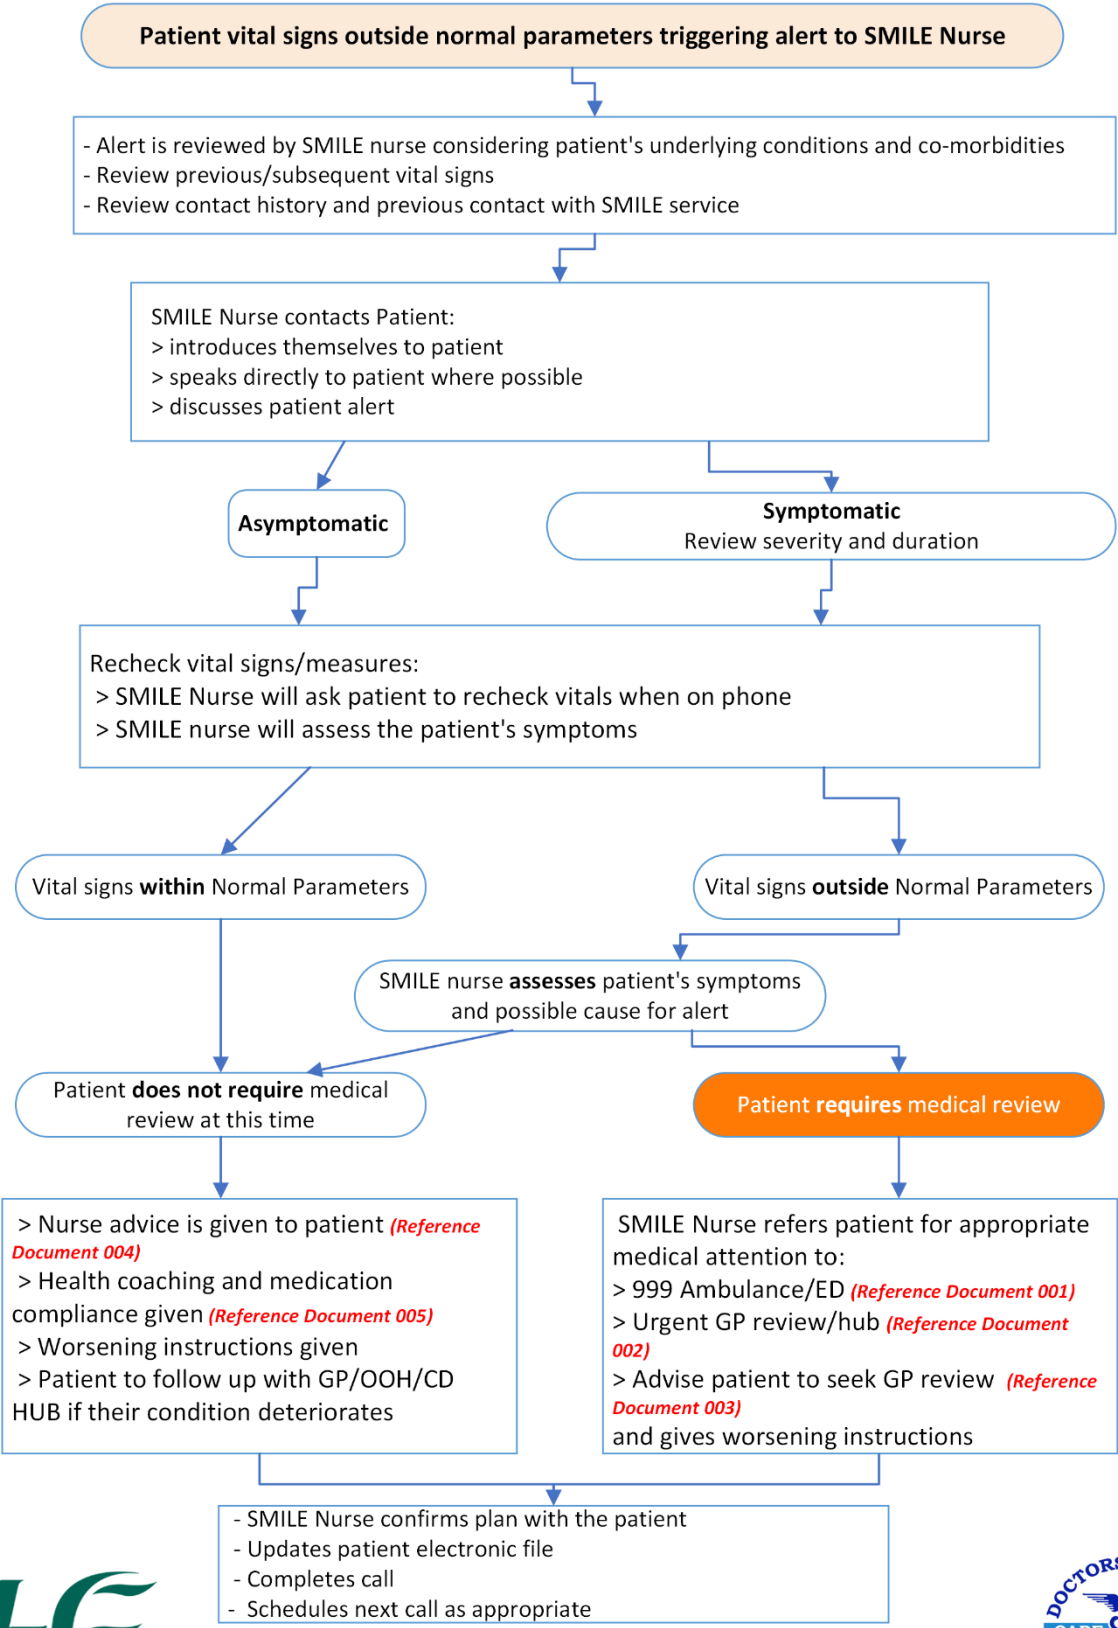 Patient vital signs outside normal parameters triggering alert to SMILE Nurse
- Alert is reviewed by SMILE nurse considering patient's underlying conditions and co-morbidities
- Review previous/subsequent vital signs
- Review contact history and previous contact with SMILE service
SMILE Nurse contacts Patient:
> introduces themselves to patient
> speaks directly to patient where possible
> discusses patient alert
Asymptomatic
Symptomatic
Review severity and duration
Recheck vital signs/measures:
> SMILE Nurse will ask patient to recheck vitals when on phone
> SMILE nurse will assess the patient's symptoms
Vital signs within Normal Parameters
Vital signs outside Normal Parameters
SMILE nurse assesses patient's symptoms
and possible cause for alert
Patient does not require medical
review at this time
Patient requires medical review
> Nurse advice is given to patient (Reference
Document 004)
> Health coaching and medication
compliance given (Reference Document 005)
> Worsening instructions given
> Patient to follow up with GP/OOH/CD
HUB if their condition deteriorates
SMILE Nurse refers patient for appropriate
medical attention to:
> 999 Ambulance/ED (Reference Document 001)
> Urgent GP review/hub (Reference Document
002)
> Advise patient to seek GP review (Reference
Document 003)
and gives worsening instructions
- SMILE Nurse confirms plan with the patient
- Updates patient electronic file
- Completes call
- Schedules next call as appropriate
DOCTORS